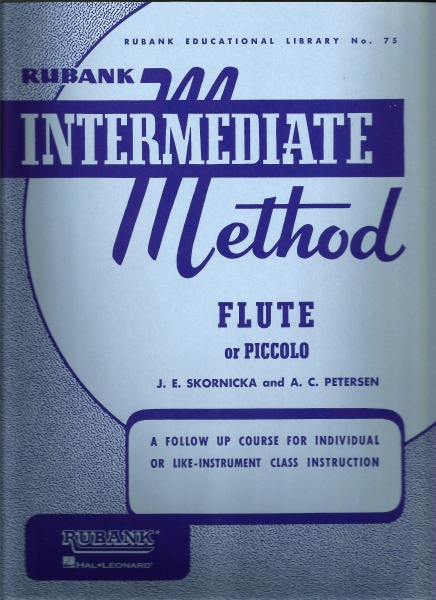 RUBANK EDUCATIONAL LIBRARY No. 75
RUBANK
INTERMEDIATE
Method
FLUTE
or PICCOLO
J. E. SKORNICKA and A. C. PETERSEN
A FOLLOW UP COURSE FOR INDIVIDUAL
OR LIKE-INSTRUMENT CLASS INSTRUCTION
RUBANK®
HAL•LEONARD®